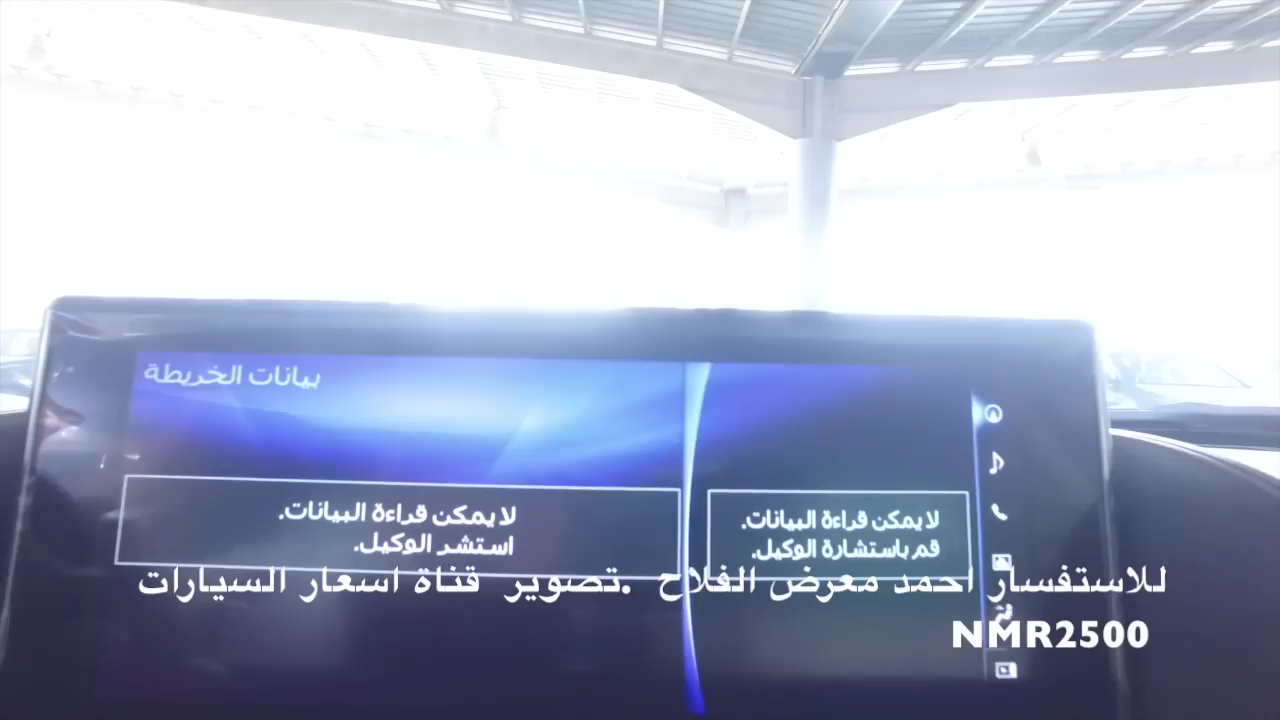 بيانات الخريطة
لا يمكن قراءة البيانات.
استشر الوكيل.
لا يمكن قراءة البيانات.
قم باستشارة الوكيل.
للاستفسار احمد معرض الفلاح .تصوير قناة اسعار السيارات
NMR2500